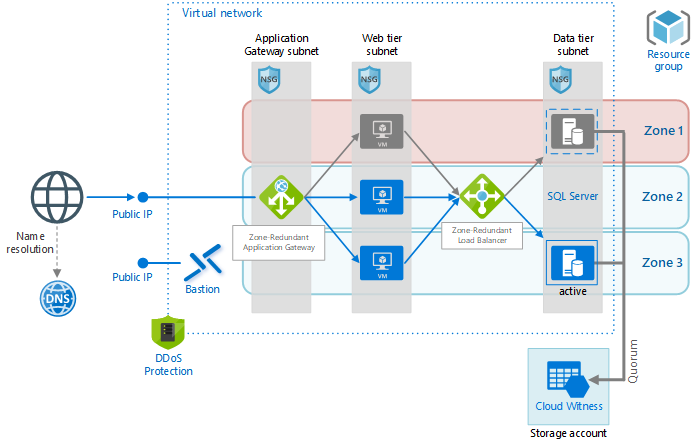 Virtual network
Application
Gateway subnet
Web tier
subnet
Data tier
subnet
Resource
group
NSG
NSG
NSG
Zone 1
VM
Public IP
VM
SQL Server
Zone 2
Name
resolution
Zone-Redundant
Application Gateway
Zone-Redundant
Load Balancer
Public IP
Bastion
VM
Zone 3
active
DNS
DDoS
Protection
Quorum
Cloud Witness
Storage account